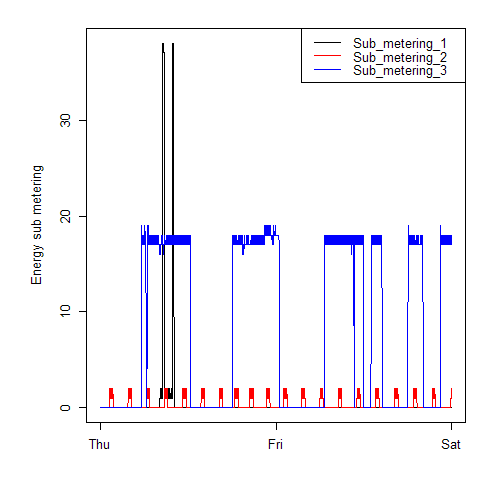 Sub_metering_1
Sub_metering_2
Sub_metering_3
30
20
10
0
Energy sub metering
Thu Fri Sat